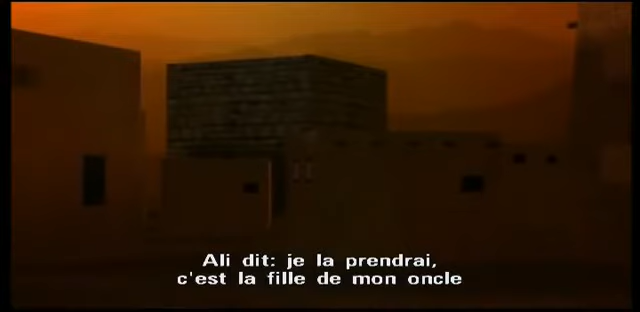 Ali dit: je la prendrai,
c'est la fille de mon oncle